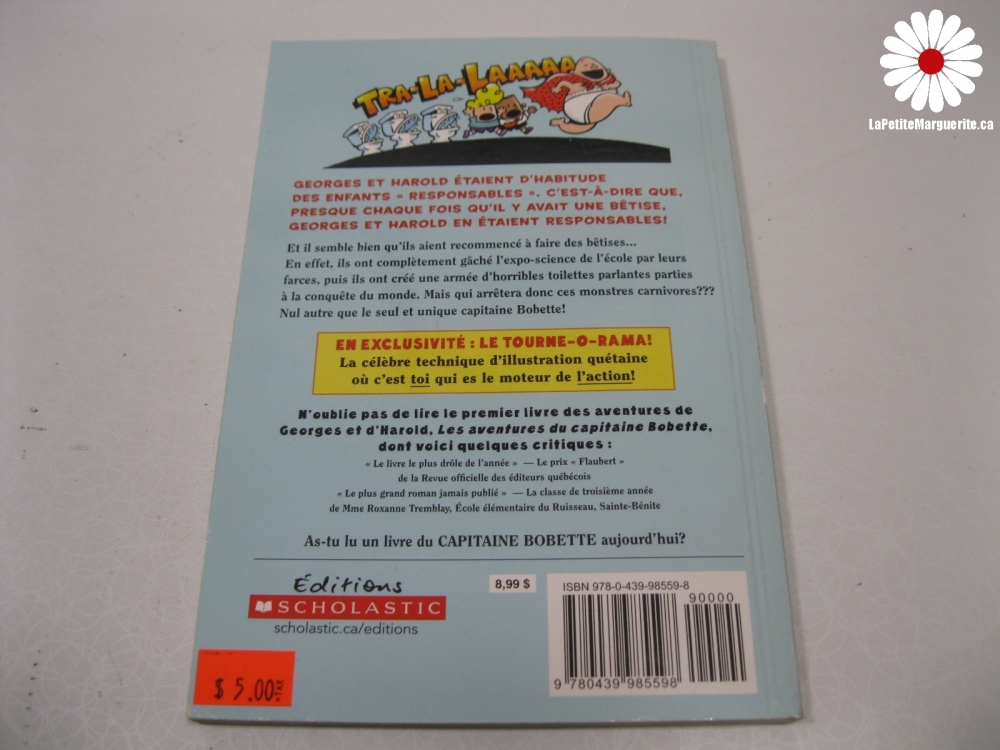 LaPetiteMarguerite.ca
TRA-LA-LAAAAA
GEORGES ET HAROLD ÉTAIENT D'HABITUDE
DES ENFANTS « RESPONSABLES ». C'EST-À-DIRE QUE,
PRESQUE CHAQUE FOIS QU'IL Y AVAIT UNE BÊTISE,
GEORGES ET HAROLD EN ÉTAIENT RESPONSABLES!
Et il semble bien qu'ils aient recommencé à faire des bêtises...
En effet, ils ont complètement gâché l'expo-science de l'école par leurs
farces, puis ils ont créé une armée d'horribles toilettes parlantes parties
à la conquête du monde. Mais qui arrêtera donc ces monstres carnivores???
Nul autre que le seul et unique capitaine Bobette!
EN EXCLUSIVITÉ : LE TOURNE-O-RAMA!
La célèbre technique d'illustration quétaine
où c'est toi qui es le moteur de l'action!
N'oublie pas de lire le premier livre des aventures de
Georges et d'Harold, Les aventures du capitaine Bobette,
dont voici quelques critiques :
« Le livre le plus drôle de l'année » — Le prix « Flaubert »
de la Revue officielle des éditeurs québécois
« Le plus grand roman jamais publié » — La classe de troisième année
de Mme Roxanne Tremblay, École élémentaire du Ruisseau, Sainte-Bénite
As-tu lu un livre du CAPITAINE BOBETTE aujourd'hui?
Éditions
SCHOLASTIC
scholastic.ca/editions
8,99 $
ISBN 978-0-439-98559-8
90000
9 780439 985598
$ 5.00 +TAX